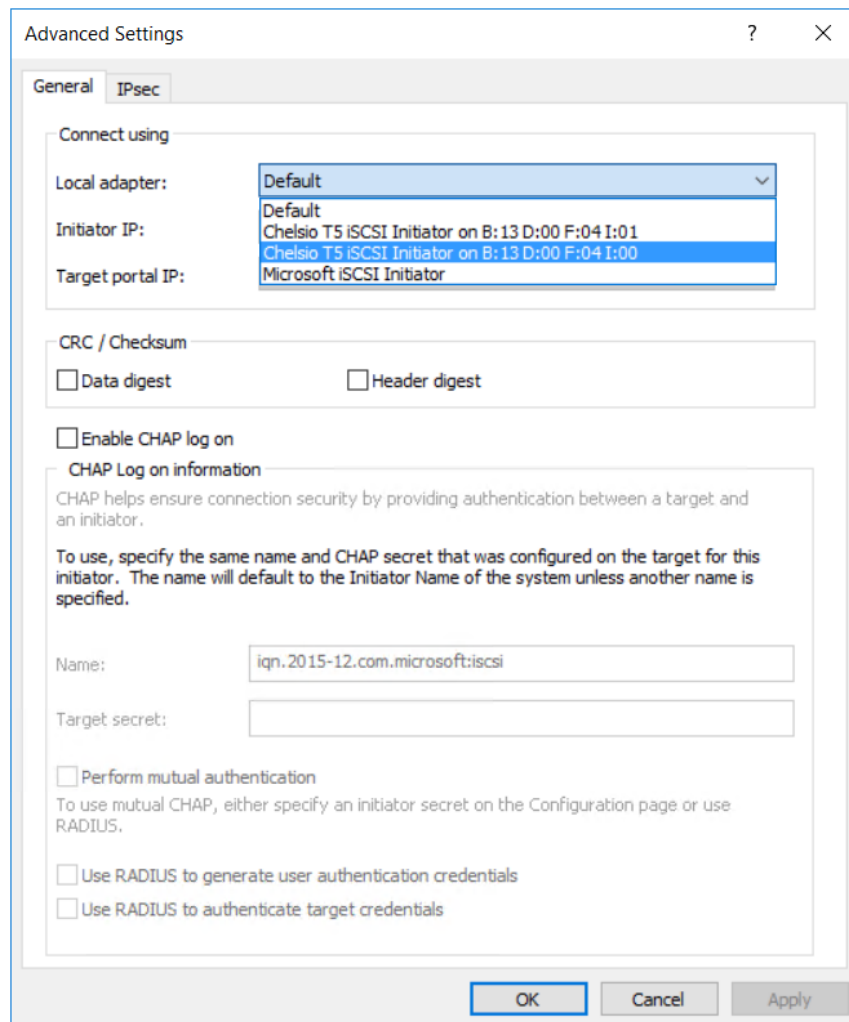 Advanced Settings
?
General
IPsec
Connect using
Local adapter:
Default
Default
Initiator IP:
Chelsio T5 iSCSI Initiator on B:13 D:00 F:04 I:01
Chelsio T5 iSCSI Initiator on B:13 D:00 F:04 I:00
Target portal IP:
Microsoft iSCSI Initiator
CRC / Checksum
Data digest
Header digest
Enable CHAP log on
CHAP Log on information
CHAP helps ensure connection security by providing authentication between a target and
an initiator.
To use, specify the same name and CHAP secret that was configured on the target for this
initiator.  The name will default to the Initiator Name of the system unless another name is
specified.
Name:
iqn.2015-12.com.microsoft:iscsi
Target secret:
Perform mutual authentication
To use mutual CHAP, either specify an initiator secret on the Configuration page or use
RADIUS.
Use RADIUS to generate user authentication credentials
Use RADIUS to authenticate target credentials
OK
Cancel
Apply